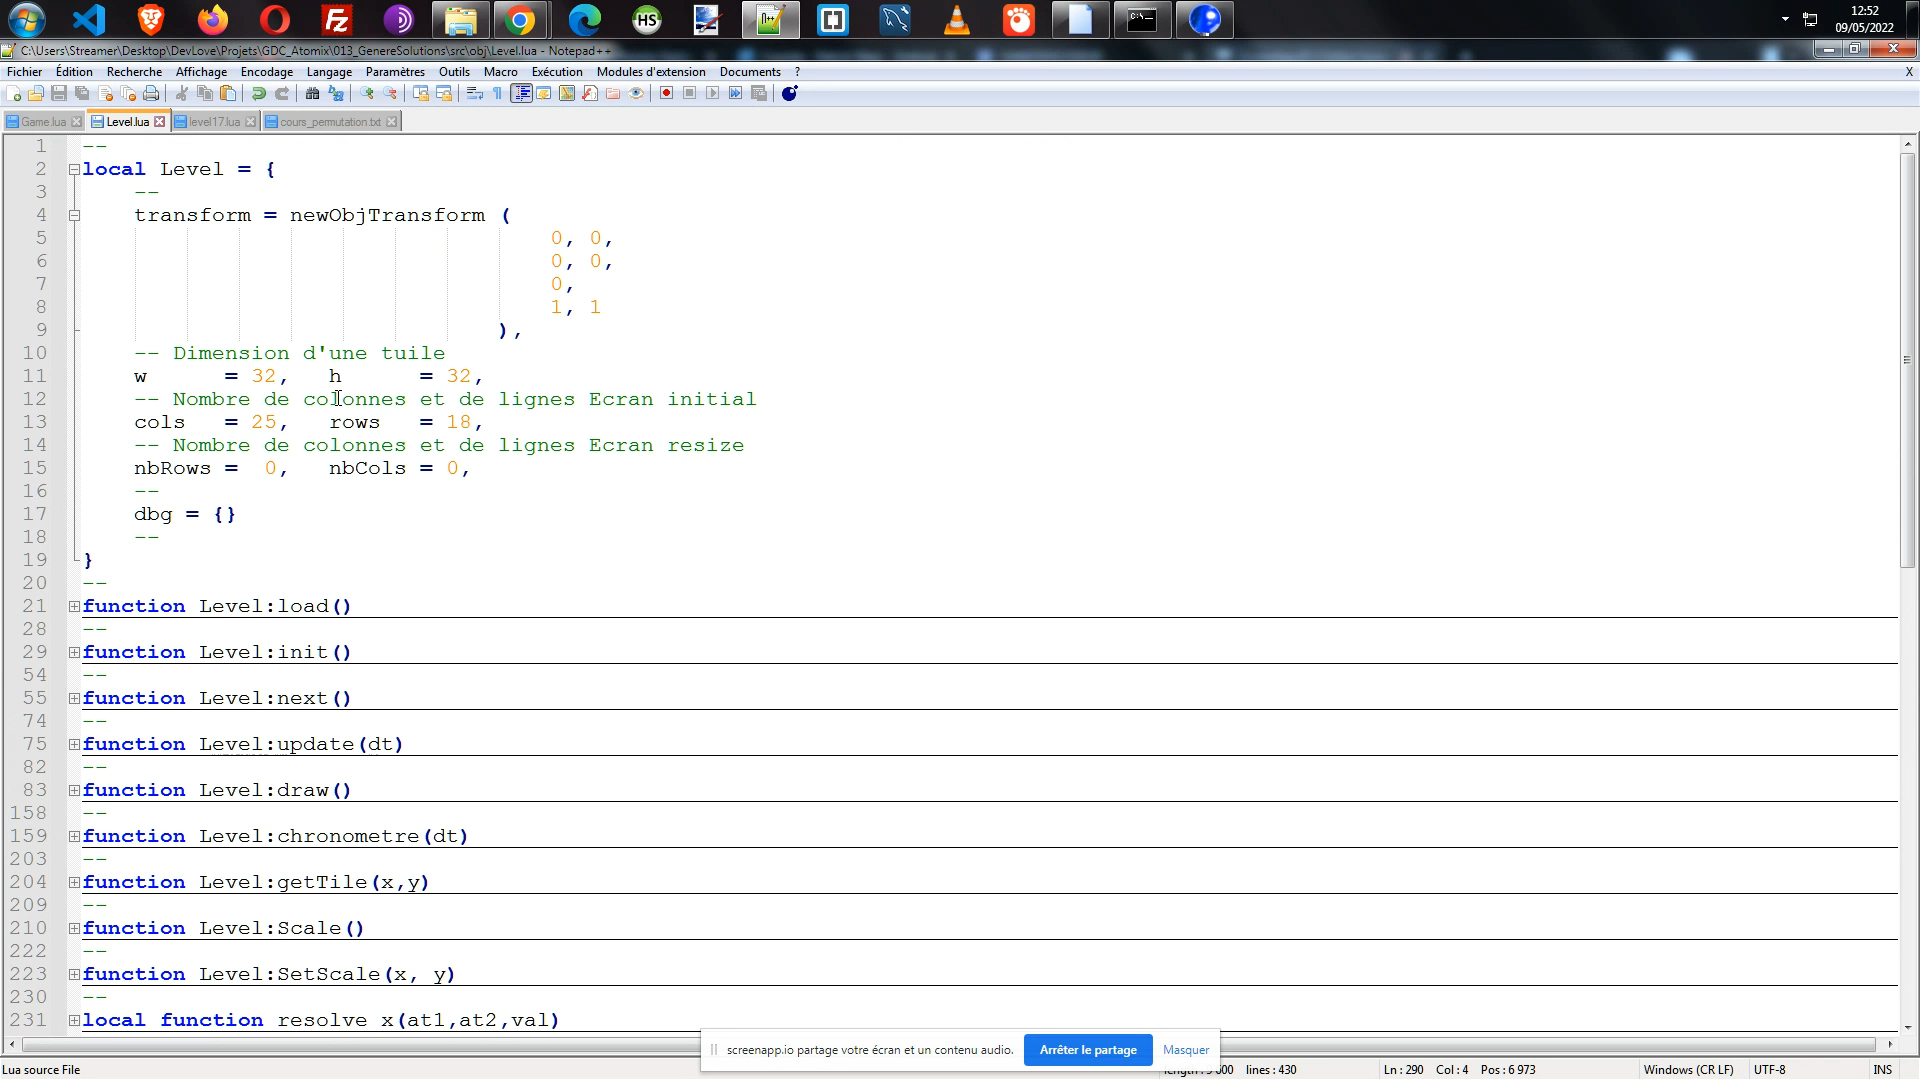 12:52
09/05/2022
C:\Users\Streamer\Desktop\DevLove\Projets\GDC_Atomix\013_GenereSolutions\src\obj\Level.lua - Notepad++
Fichier Édition Recherche Affichage Encodage Langage Paramètres Outils Macro Exécution Modules d'extension Documents ? X
Game.lua Level.lua level17.lua cours_permutation.txt
1 --
2 local Level = {
3 --
4 transform = newObjTransform (
5 0, 0,
6 0, 0,
7 0,
8 1, 1
9 ),
10 -- Dimension d'une tuile
11 w = 32, h = 32,
12 -- Nombre de colonnes et de lignes Ecran initial
13 cols = 25, rows = 18,
14 -- Nombre de colonnes et de lignes Ecran resize
15 nbRows = 0, nbCols = 0,
16 --
17 dbg = {}
18 --
19 }
20 --
21 function Level:load()
28 --
29 function Level:init()
54 --
55 function Level:next()
74 --
75 function Level:update(dt)
82 --
83 function Level:draw()
158 --
159 function Level:chronometre(dt)
203 --
204 function Level:getTile(x,y)
209 --
210 function Level:Scale()
222 --
223 function Level:SetScale(x, y)
230 --
231 local function resolve x(at1,at2,val)
screenapp.io partage votre écran et un contenu audio. Arrêter le partage Masquer
Lua source File lines : 430 Ln : 290 Col : 4 Pos : 6 973 Windows (CR LF) UTF-8 INS